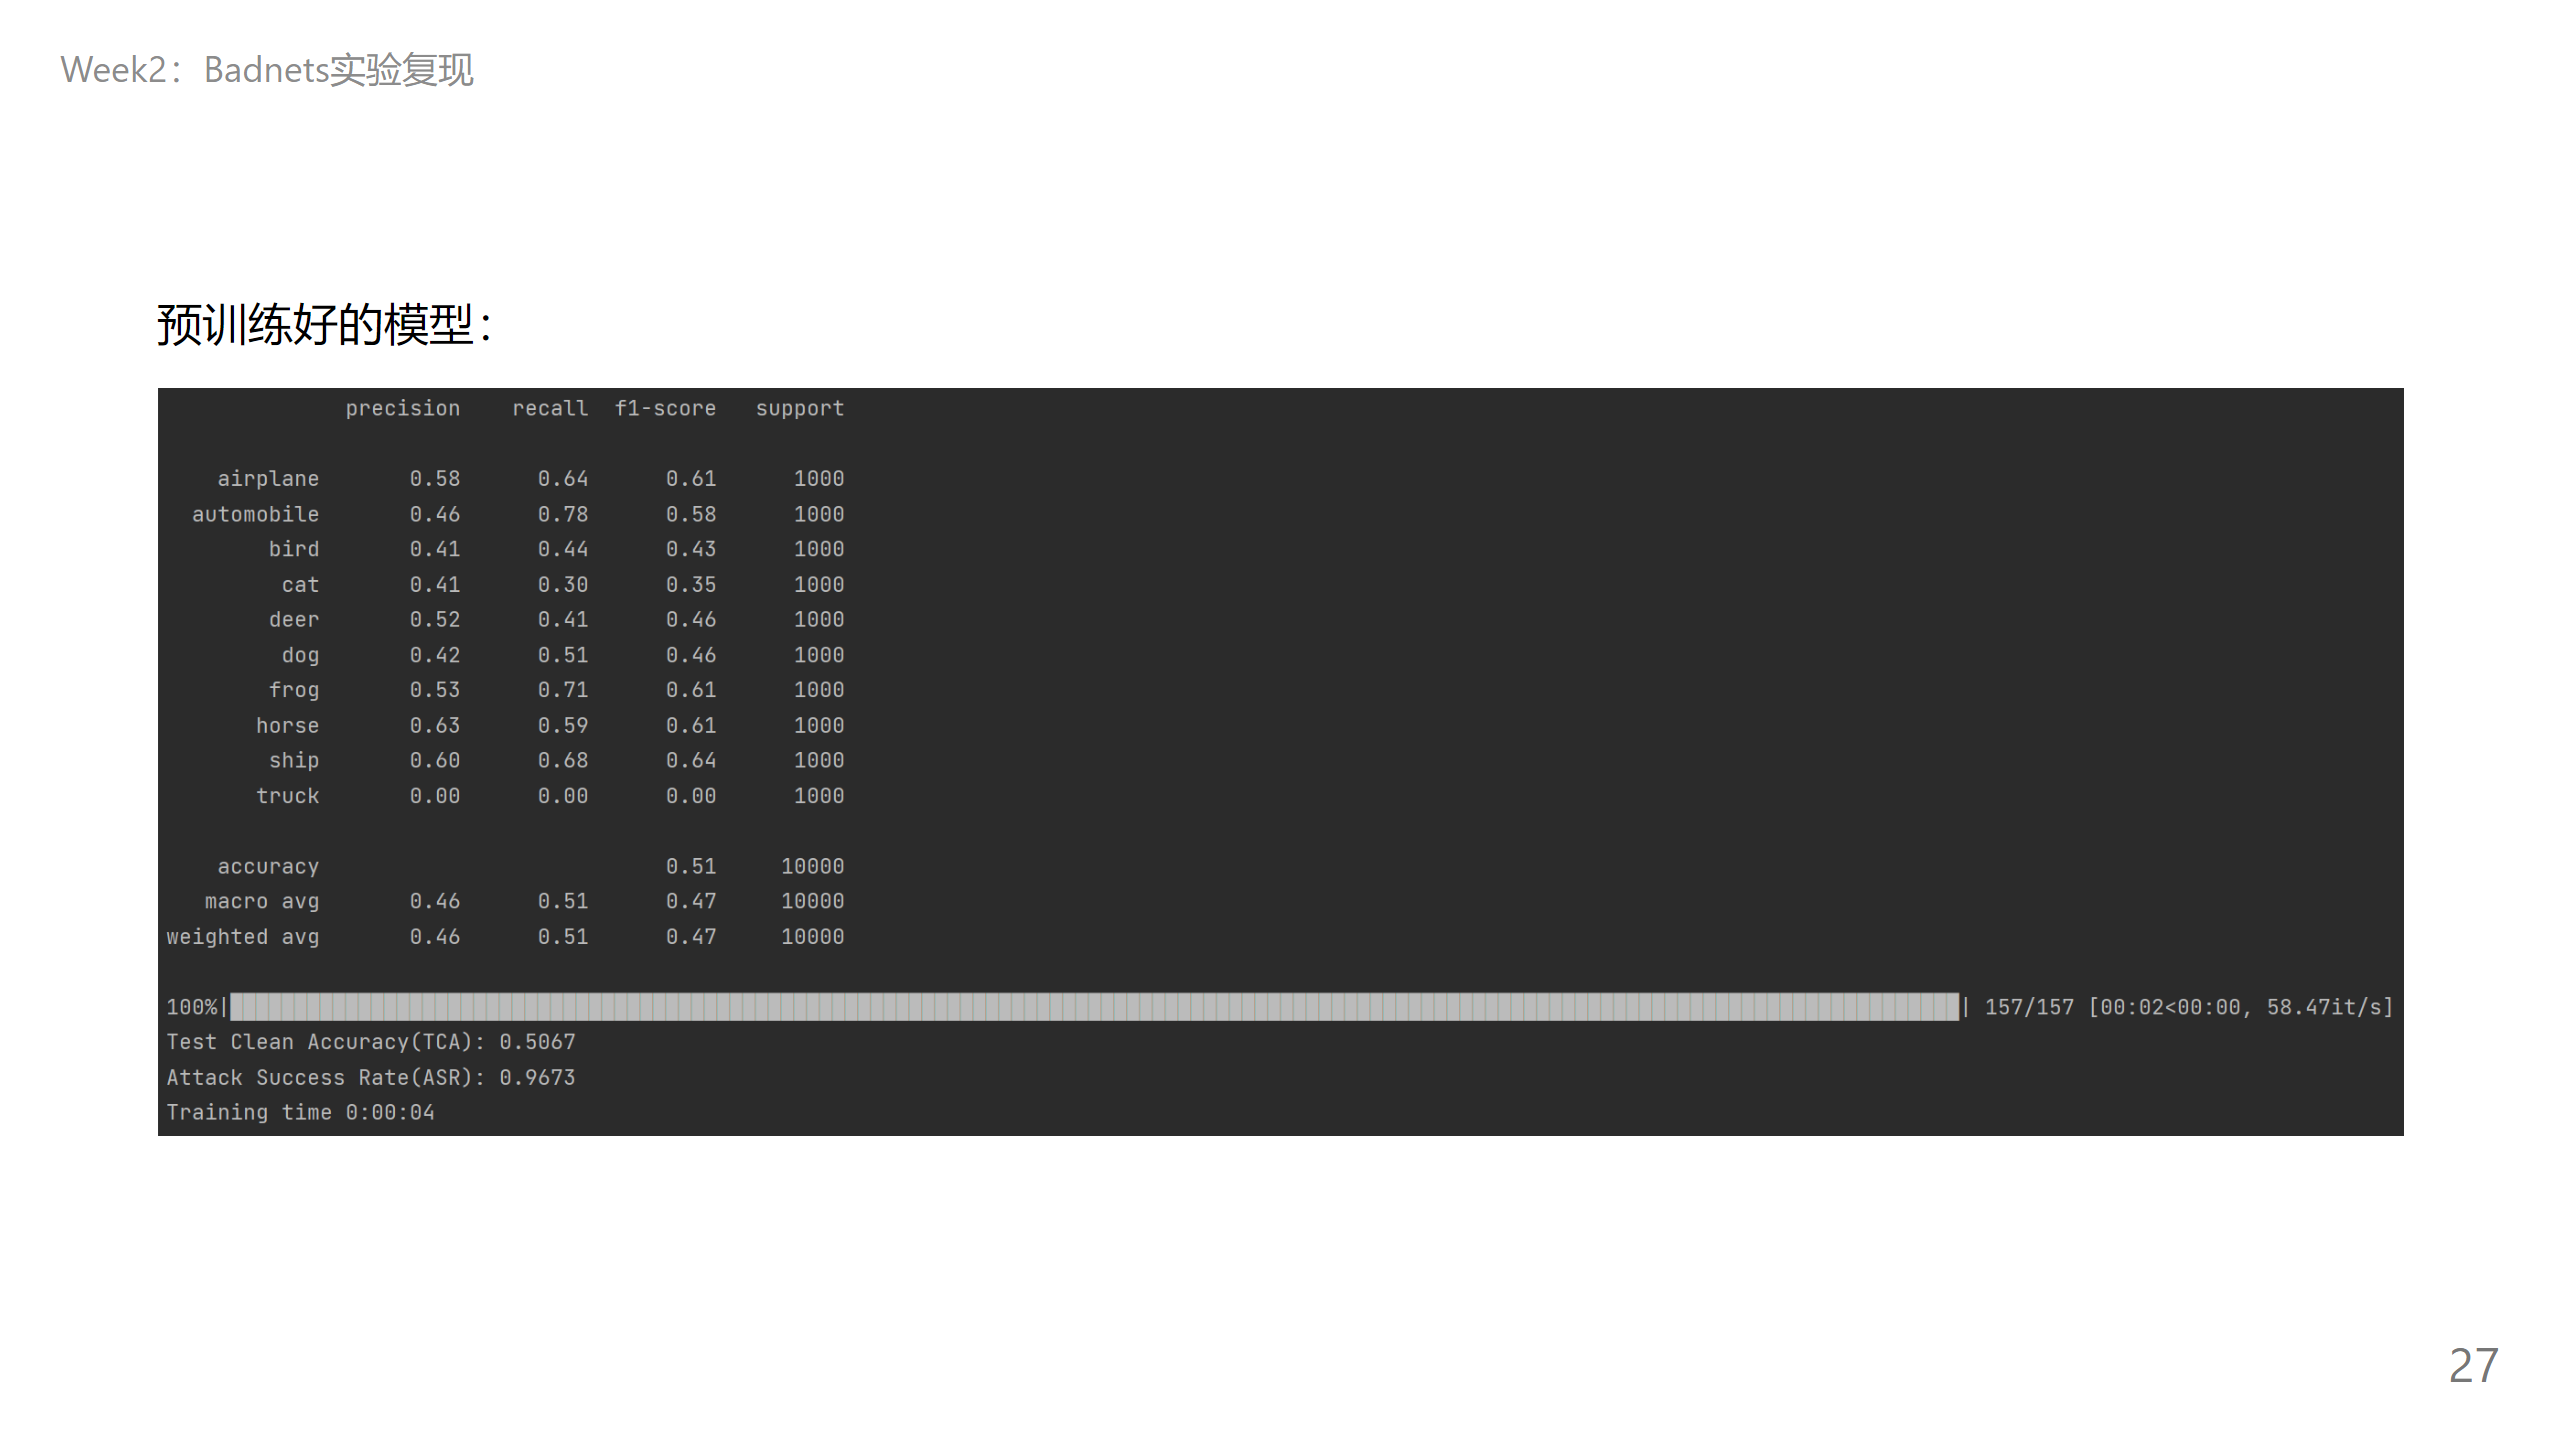 Week2：Badnets实验复现
预训练好的模型：
precision recall f1-score support
airplane 0.58 0.64 0.61 1000
automobile 0.46 0.78 0.58 1000
bird 0.41 0.44 0.43 1000
cat 0.41 0.30 0.35 1000
deer 0.52 0.41 0.46 1000
dog 0.42 0.51 0.46 1000
frog 0.53 0.71 0.61 1000
horse 0.63 0.59 0.61 1000
ship 0.60 0.68 0.64 1000
truck 0.00 0.00 0.00 1000
accuracy 0.51 10000
macro avg 0.46 0.51 0.47 10000
weighted avg 0.46 0.51 0.47 10000
100%| | 157/157 [00:02<00:00, 58.47it/s]
Test Clean Accuracy(TCA): 0.5067
Attack Success Rate(ASR): 0.9673
Training time 0:00:04
27